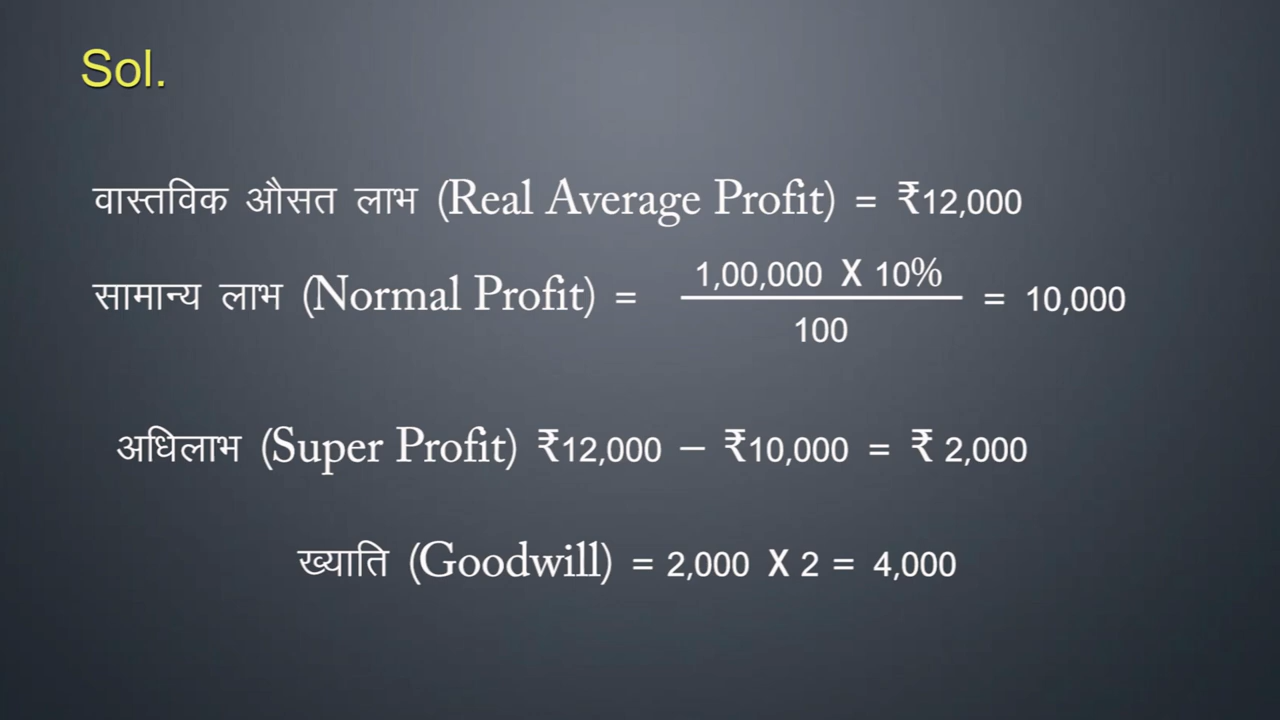 Sol.
वास्तविक औसत लाभ (Real Average Profit) = ₹12,000
सामान्य लाभ (Normal Profit) = 1,00,000 X 10% = 10,000
100
अधिलाभ (Super Profit) ₹12,000 – ₹10,000 = ₹ 2,000
ख्याति (Goodwill) = 2,000 X 2 = 4,000